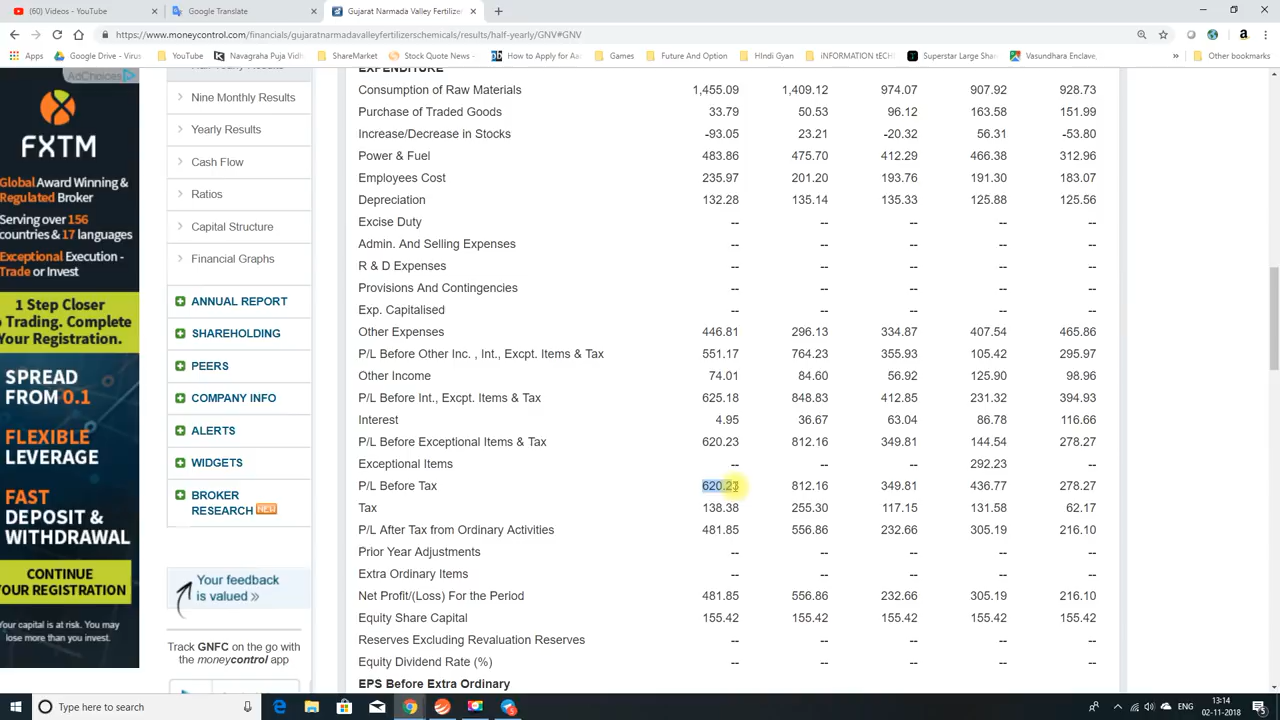 (60) Videos - YouTube
Google Translate
Gujarat Narmada Valley Fertilizer
https://www.moneycontrol.com/financials/gujaratnarmadavalleyfertilizerschemicals/results/half-yearly/GNV#GNV
Apps Google Drive - Virus YouTube Navagraha Puja Vidh ShareMarket Stock Quote News - How to Apply for Aa Games Future And Option HIndi Gyan iNFORMATION tECH Superstar Large Shar Vasundhara Enclave, » Other bookmarks
AdChoices
FXTM
Global Award Winning &
Regulated Broker
Serving over 156
countries & 17 languages
Exceptional Execution -
Trade or Invest
1 Step Closer
Trading. Complete
Your Registration.
SPREAD
FROM 0.1
FLEXIBLE
LEVERAGE
FAST
DEPOSIT &
WITHDRAWAL
CONTINUE
YOUR REGISTRATION
Your capital is at risk. You may
lose more than you invest.
Nine Monthly Results
Yearly Results
Cash Flow
Ratios
Capital Structure
Financial Graphs
ANNUAL REPORT
SHAREHOLDING
PEERS
COMPANY INFO
ALERTS
WIDGETS
BROKER
RESEARCH NEW
Your feedback
is valued »
Track GNFC on the go with
the moneycontrol app
EXPENDITURE
Consumption of Raw Materials 1,455.09 1,409.12 974.07 907.92 928.73
Purchase of Traded Goods 33.79 50.53 96.12 163.58 151.99
Increase/Decrease in Stocks -93.05 23.21 -20.32 56.31 -53.80
Power & Fuel 483.86 475.70 412.29 466.38 312.96
Employees Cost 235.97 201.20 193.76 191.30 183.07
Depreciation 132.28 135.14 135.33 125.88 125.56
Excise Duty -- -- -- -- --
Admin. And Selling Expenses -- -- -- -- --
R & D Expenses -- -- -- -- --
Provisions And Contingencies -- -- -- -- --
Exp. Capitalised -- -- -- -- --
Other Expenses 446.81 296.13 334.87 407.54 465.86
P/L Before Other Inc. , Int., Excpt. Items & Tax 551.17 764.23 355.93 105.42 295.97
Other Income 74.01 84.60 56.92 125.90 98.96
P/L Before Int., Excpt. Items & Tax 625.18 848.83 412.85 231.32 394.93
Interest 4.95 36.67 63.04 86.78 116.66
P/L Before Exceptional Items & Tax 620.23 812.16 349.81 144.54 278.27
Exceptional Items -- -- -- 292.23 --
P/L Before Tax 620.23 812.16 349.81 436.77 278.27
Tax 138.38 255.30 117.15 131.58 62.17
P/L After Tax from Ordinary Activities 481.85 556.86 232.66 305.19 216.10
Prior Year Adjustments -- -- -- -- --
Extra Ordinary Items -- -- -- -- --
Net Profit/(Loss) For the Period 481.85 556.86 232.66 305.19 216.10
Equity Share Capital 155.42 155.42 155.42 155.42 155.42
Reserves Excluding Revaluation Reserves -- -- -- -- --
Equity Dividend Rate (%) -- -- -- -- --
EPS Before Extra Ordinary
Type here to search
13:14
02-11-2018